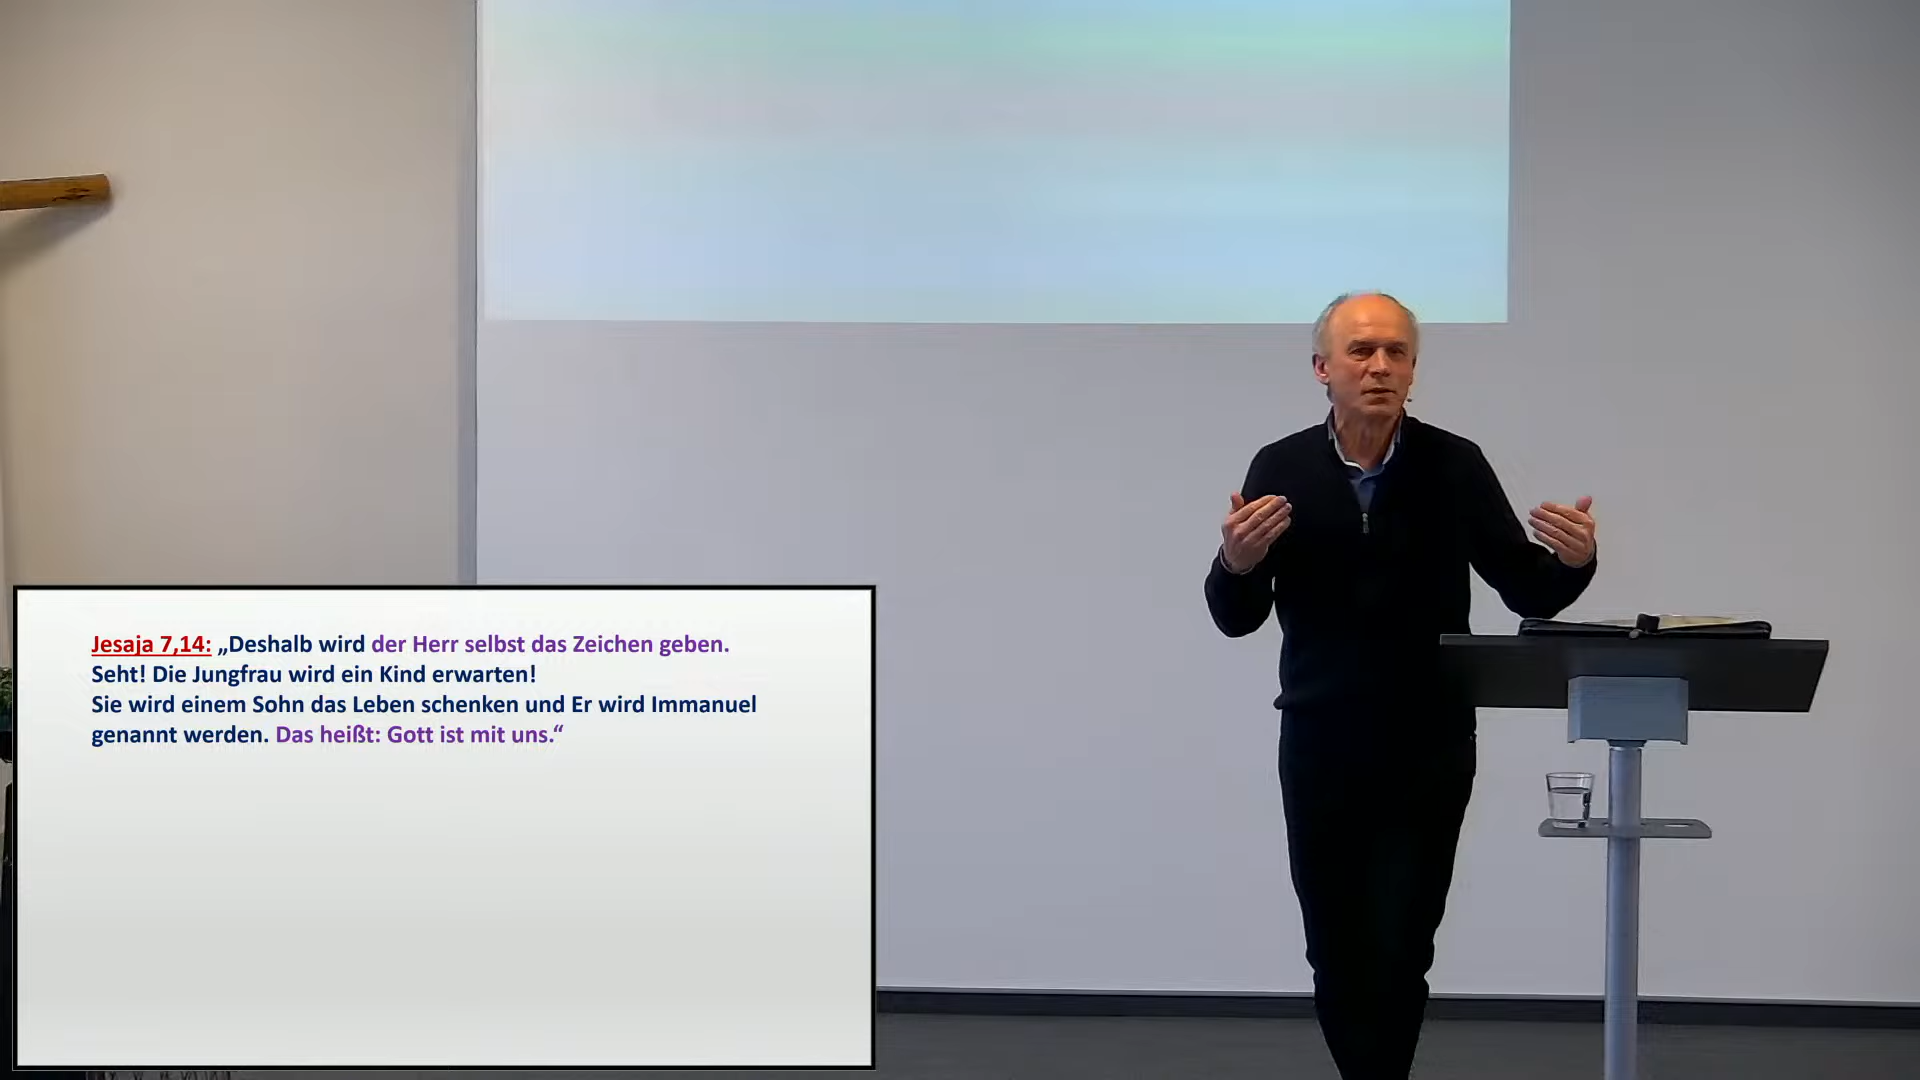 Jesaja 7,14: „Deshalb wird der Herr selbst das Zeichen geben.
Seht! Die Jungfrau wird ein Kind erwarten!
Sie wird einem Sohn das Leben schenken und Er wird Immanuel
genannt werden. Das heißt: Gott ist mit uns.“